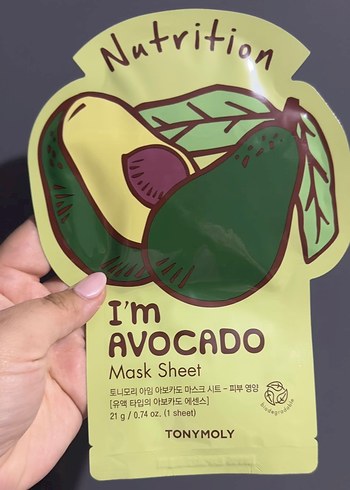 Nutrition
I'm
AVOCADO
Mask Sheet
토니모리 아임 아보카도 마스크 시트 - 피부 영양
[유액 타입의 아보카도 에센스]
21 g / 0.74 oz. (1 sheet)
biodegradable
TONYMOLY